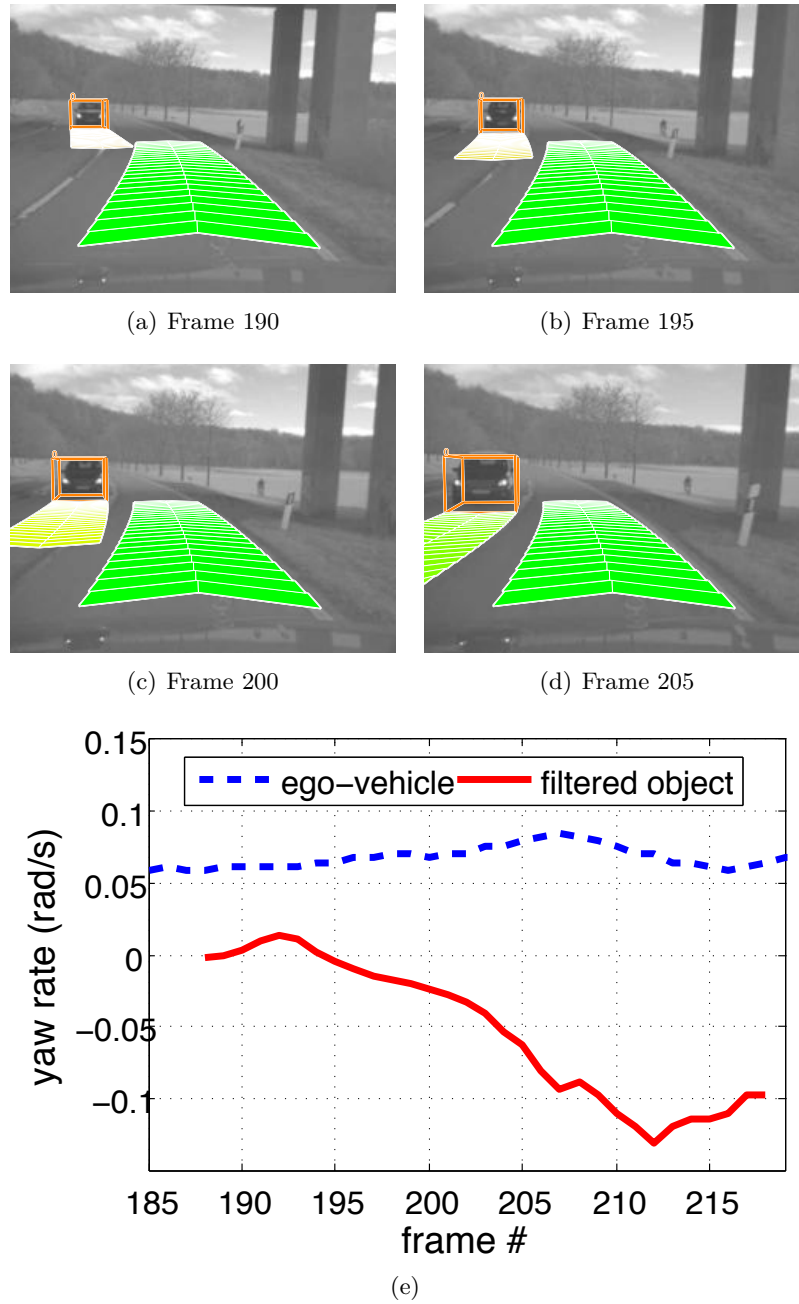 (a) Frame 190
(b) Frame 195
(c) Frame 200
(d) Frame 205
0.15
0.1
0.05
0
−0.05
−0.1
yaw rate (rad/s)
ego−vehicle
filtered object
185 190 195 200 205 210 215
frame #
(e)